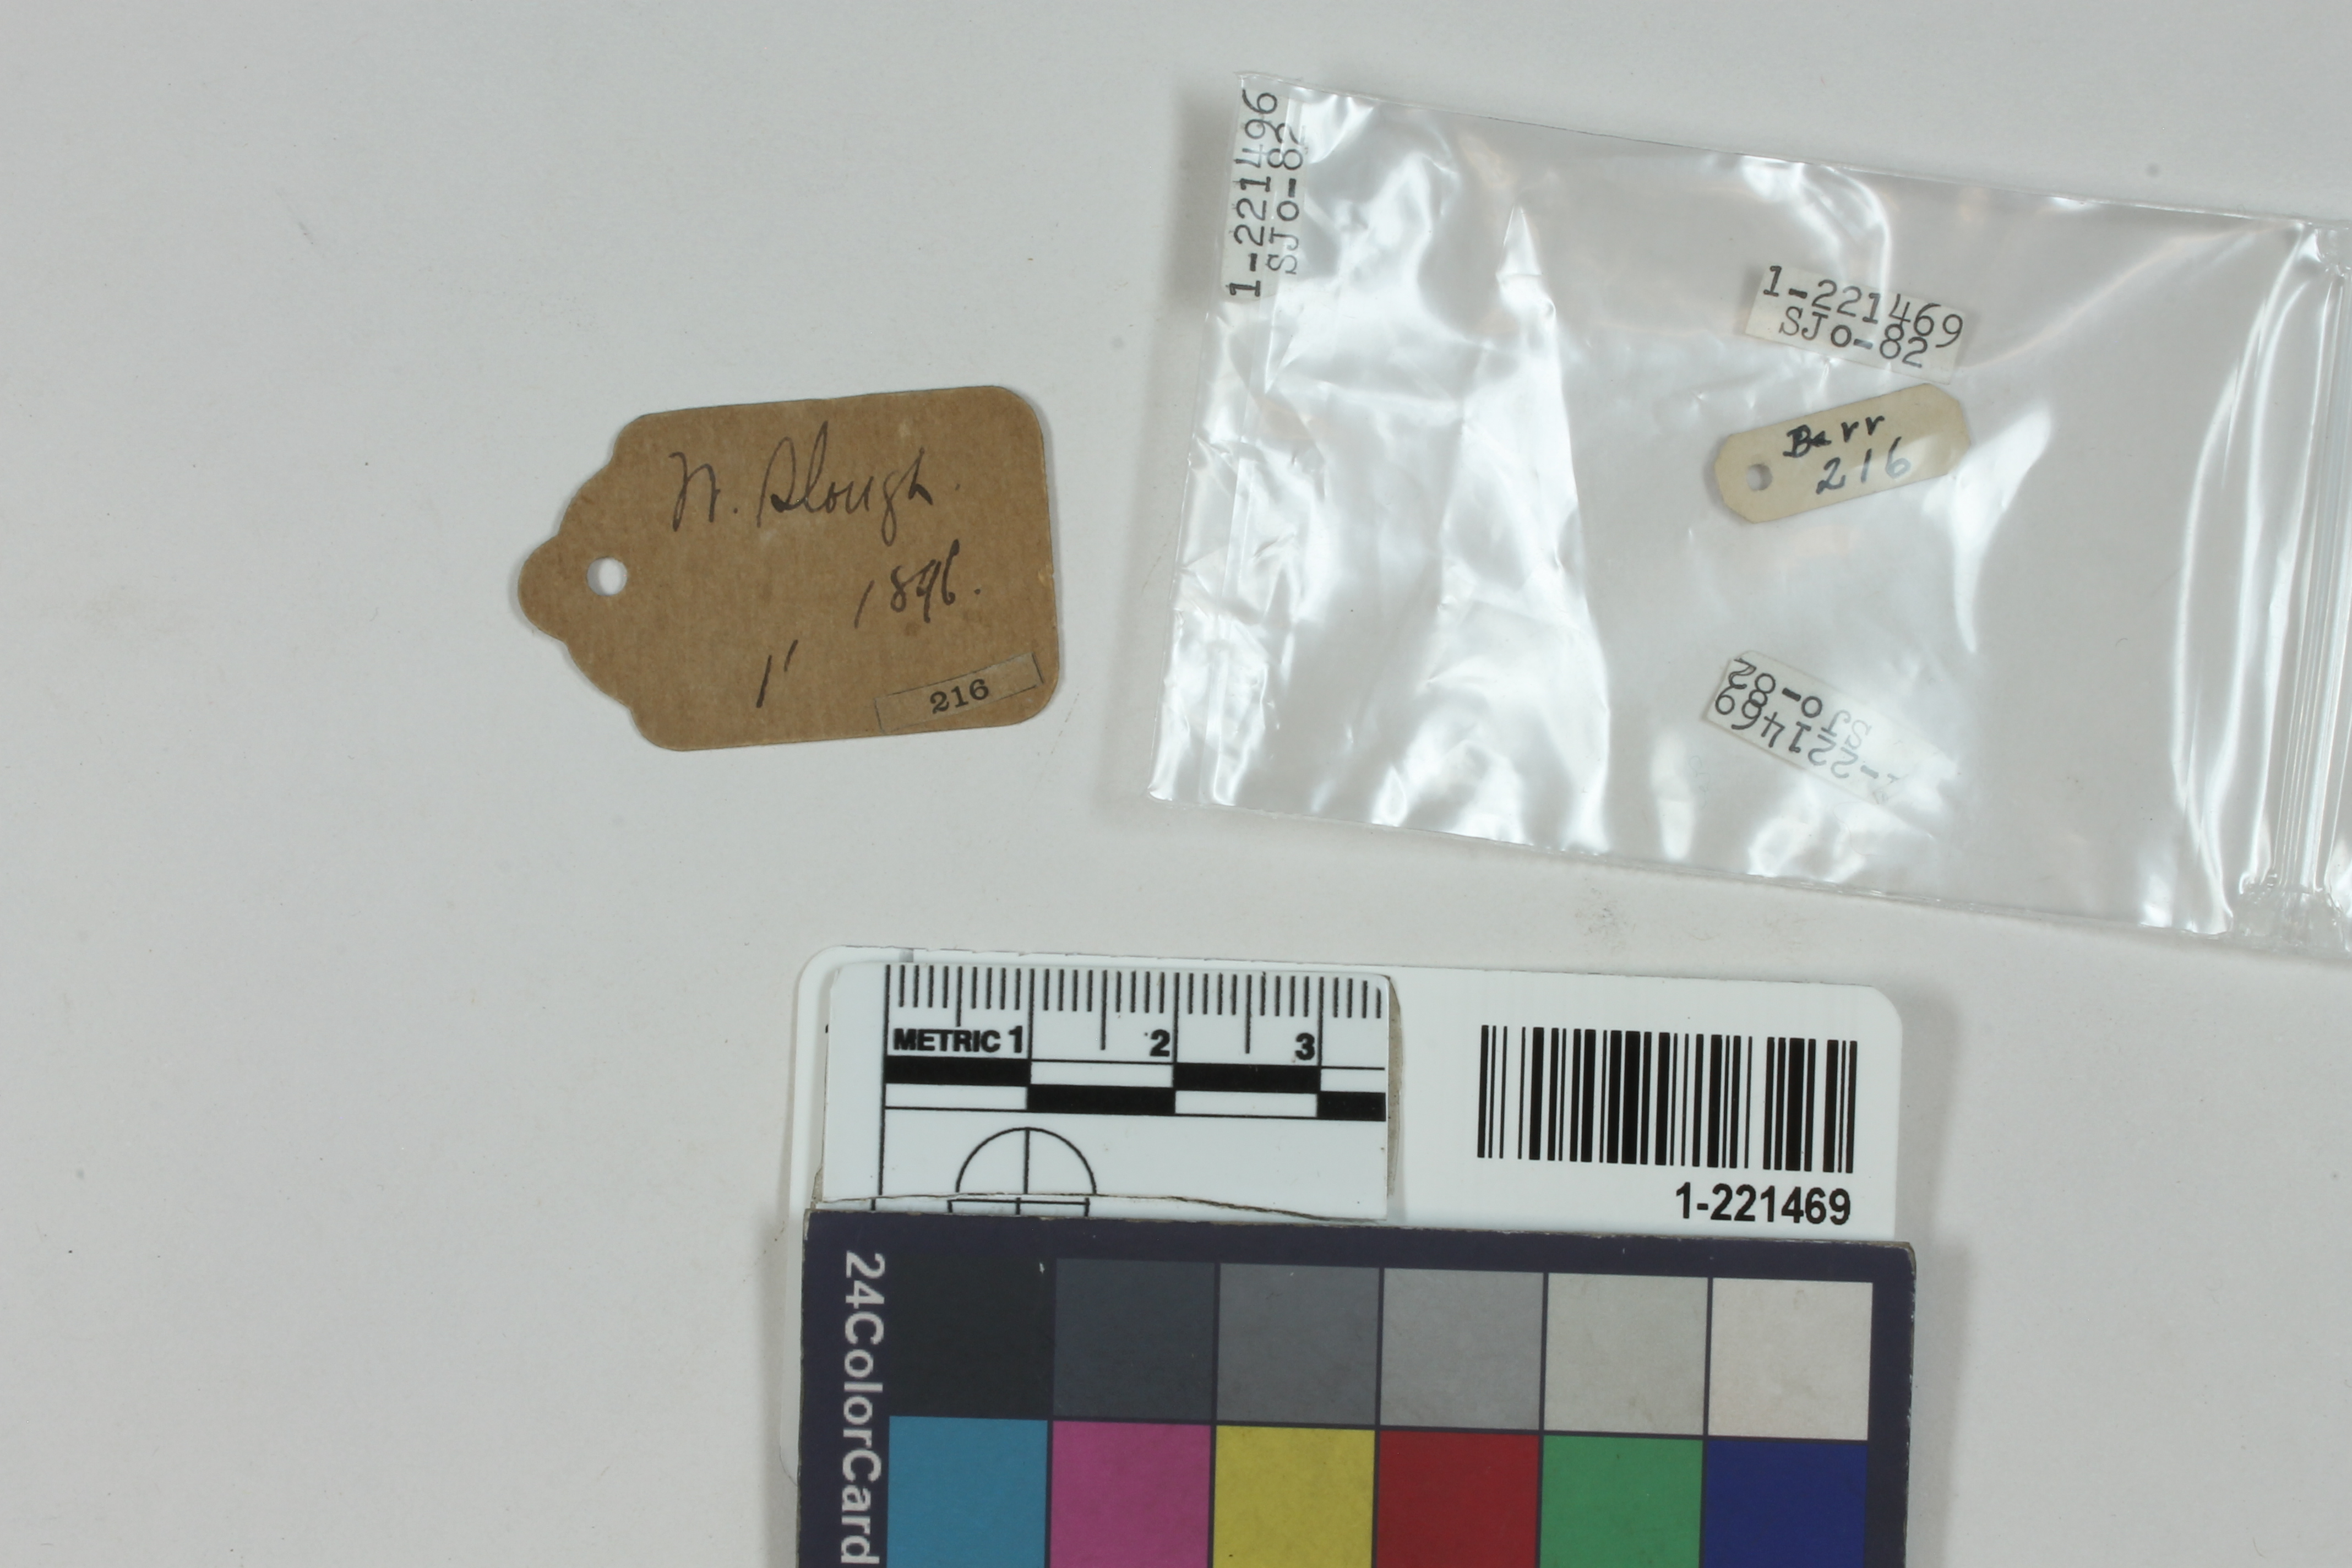 N. Slough.
1896.
1'
216
1-221496
SJo-82
1-221469
SJo-82
Barr
216
1-221469
SJo-82
METRIC 1 2 3
1-221469
24ColorCard